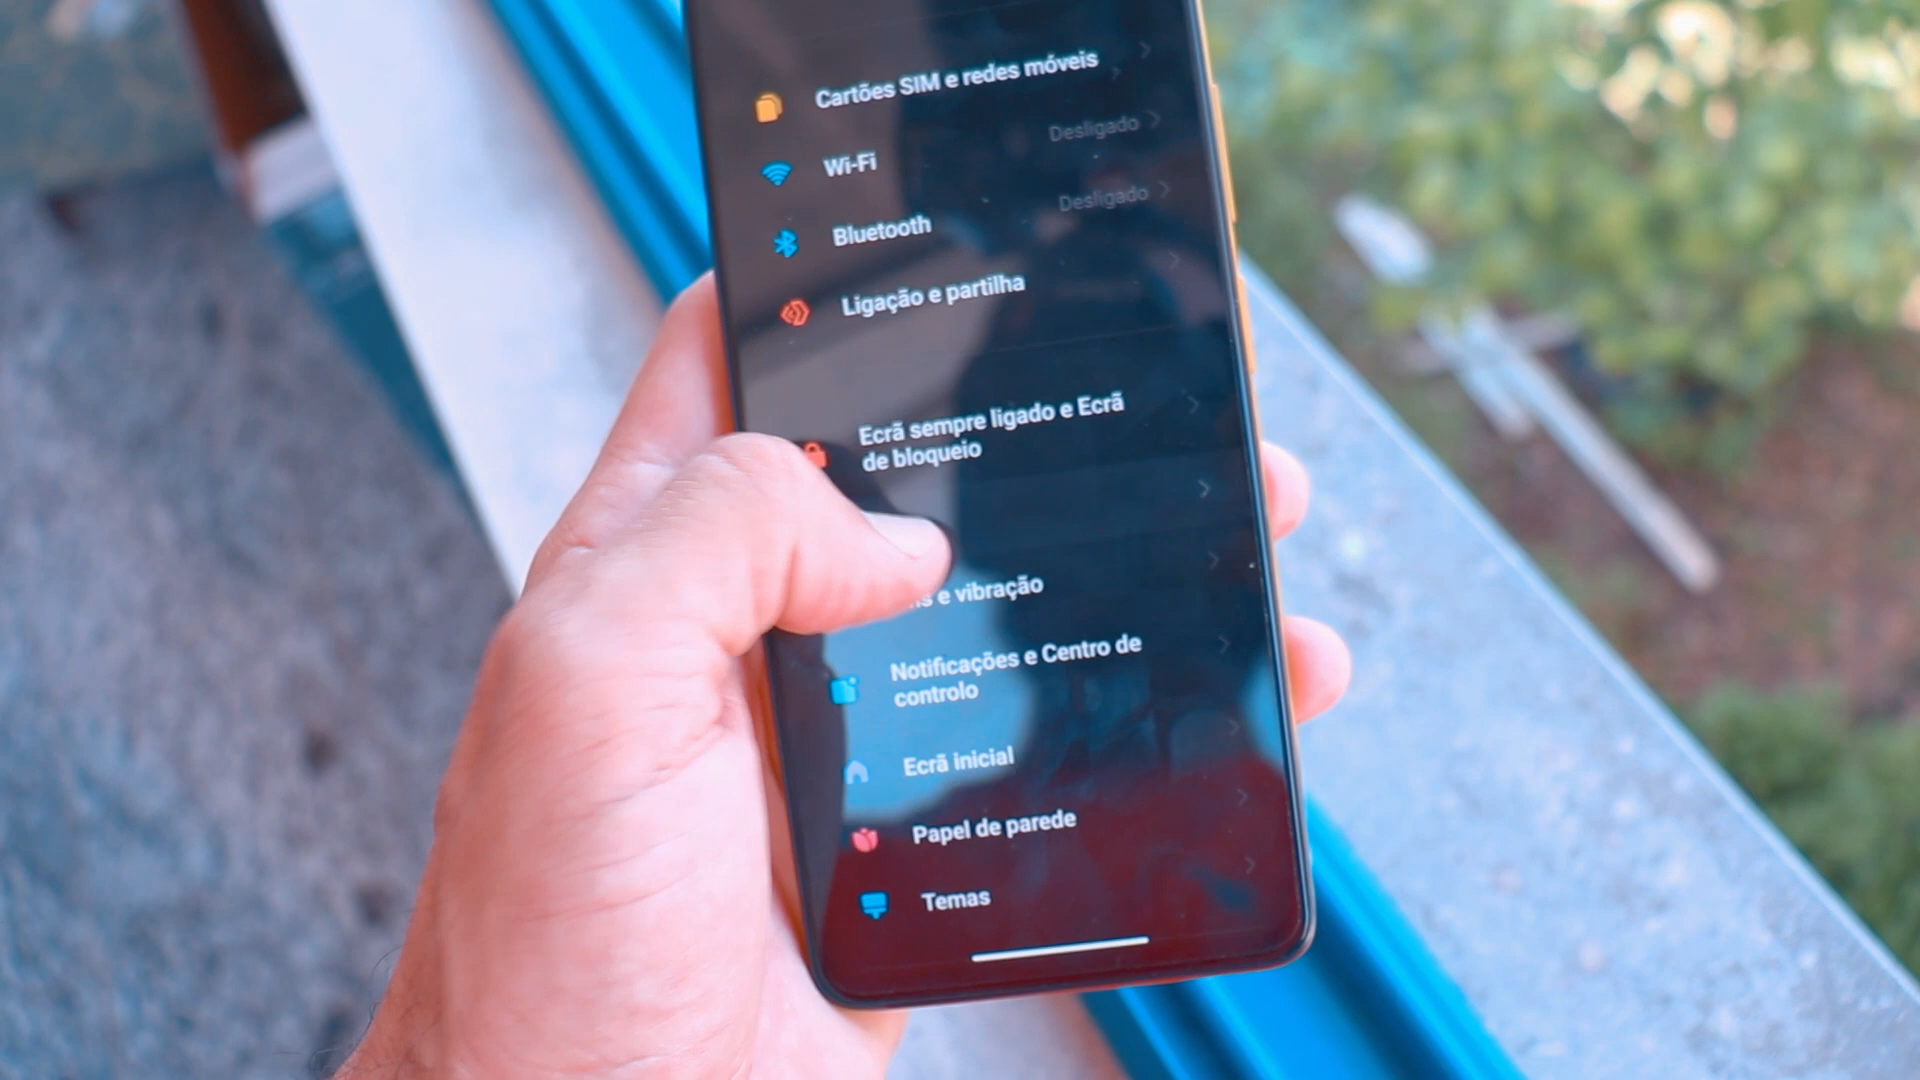 Cartões SIM e redes móveis
Wi-Fi
Desligado
Bluetooth
Desligado
Ligação e partilha
Ecrã sempre ligado e Ecrã
de bloqueio
e vibração
Notificações e Centro de
controlo
Ecrã inicial
Papel de parede
Temas